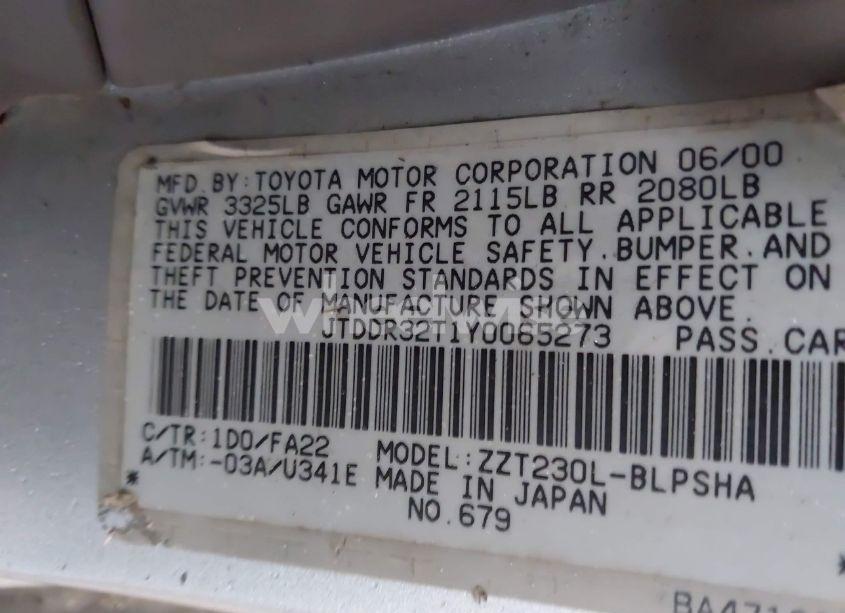 MFD. BY: TOYOTA MOTOR CORPORATION 06/00
GVWR 3325LB GAWR FR 2115LB RR 2080LB
THIS VEHICLE CONFORMS TO ALL APPLICABLE
FEDERAL MOTOR VEHICLE SAFETY, BUMPER, AND
THEFT PREVENTION STANDARDS IN EFFECT ON
THE DATE OF MANUFACTURE SHOWN ABOVE.
JTDDR32T1Y0065273 PASS. CAR
C/TR: 1D0/FA22 MODEL: ZZT230L-BLPSHA
A/TM: -03A/U341E MADE IN JAPAN
NO. 679